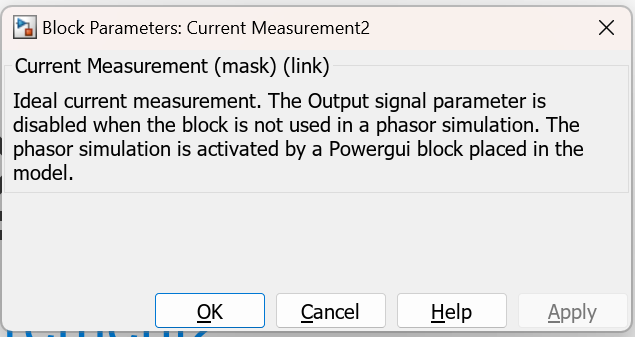 Block Parameters: Current Measurement2
Current Measurement (mask) (link)
Ideal current measurement. The Output signal parameter is
disabled when the block is not used in a phasor simulation. The
phasor simulation is activated by a Powergui block placed in the
model.
OK
Cancel
Help
Apply